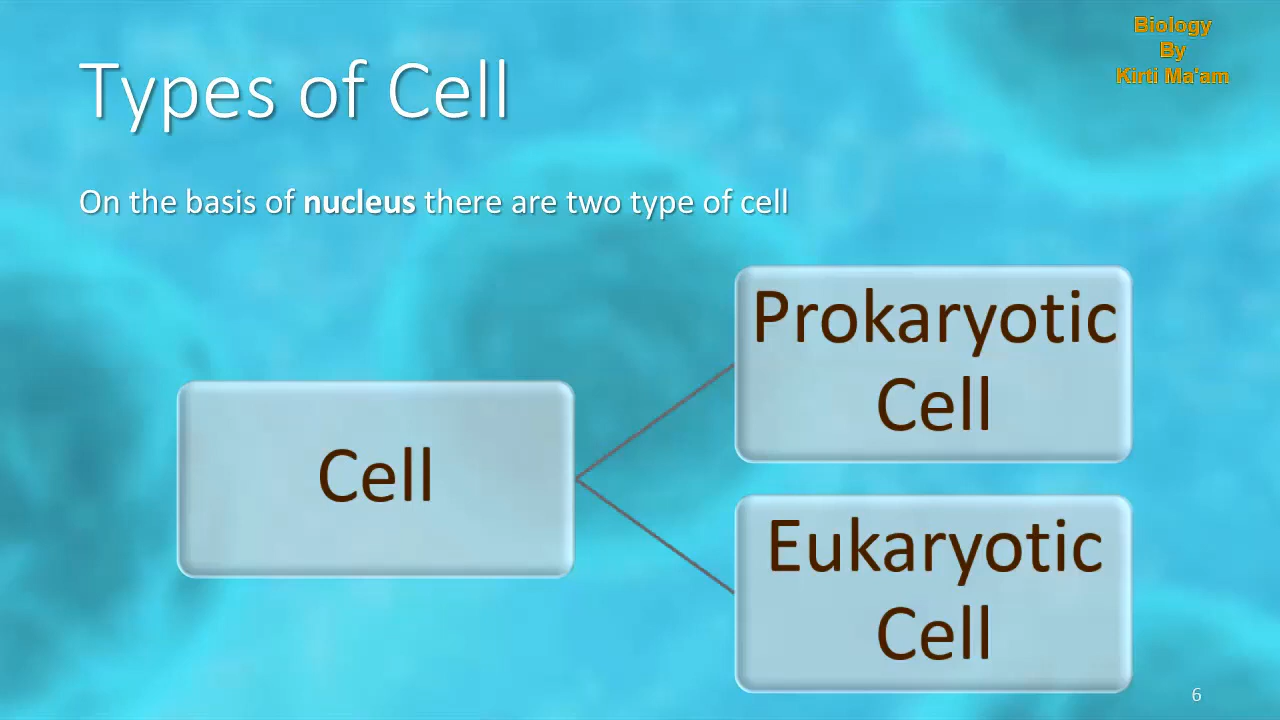 Biology
By
Kirti Ma'am
Types of Cell
On the basis of nucleus there are two type of cell
Cell
Prokaryotic
Cell
Eukaryotic
Cell
6